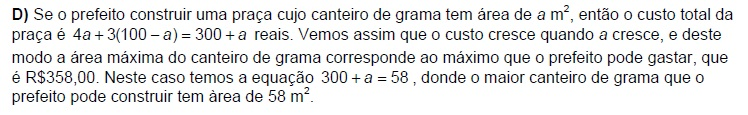 D) Se o prefeito construir uma praça cujo canteiro de grama tem área de a m², então o custo total da
praça é 4a + 3(100 − a) = 300 + a reais. Vemos assim que o custo cresce quando a cresce, e deste
modo a área máxima do canteiro de grama corresponde ao máximo que o prefeito pode gastar, que
é R$358,00. Neste caso temos a equação 300 + a = 58 , donde o maior canteiro de grama que o
prefeito pode construir tem àrea de 58 m².